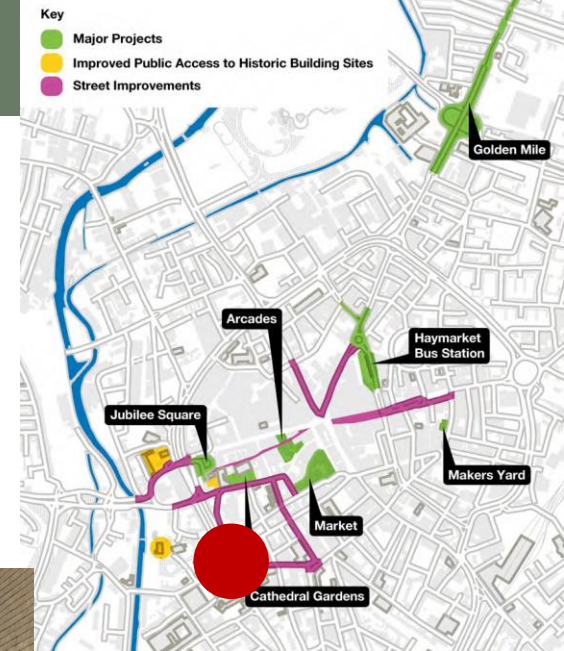 Key
Major Projects
Improved Public Access to Historic Building Sites
Street Improvements
Golden Mile
Arcades
Haymarket
Bus Station
Jubilee Square
Makers Yard
Market
Cathedral Gardens